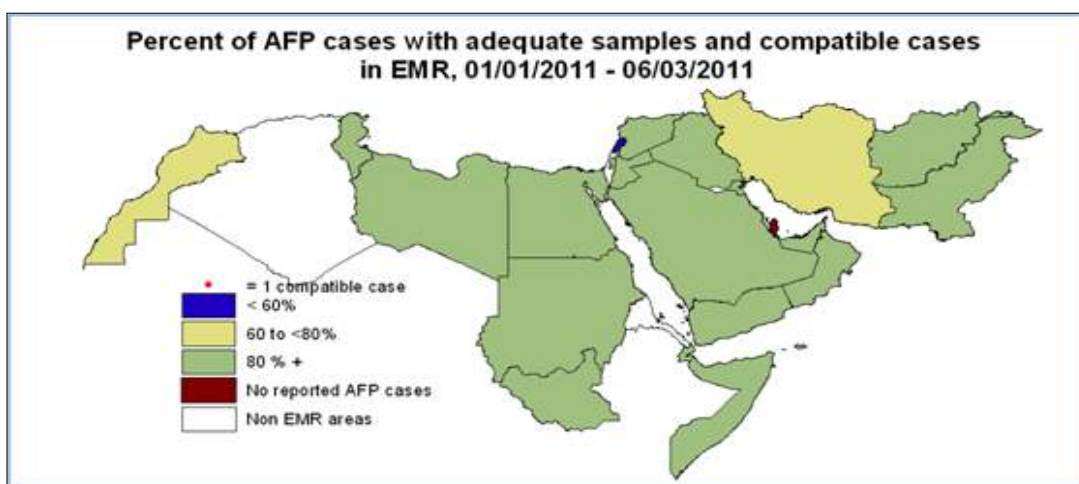 Percent of AFP cases with adequate samples and compatible cases
in EMR, 01/01/2011 - 06/03/2011
= 1 compatible case
< 60%
60 to <80%
80 % +
No reported AFP cases
Non EMR areas